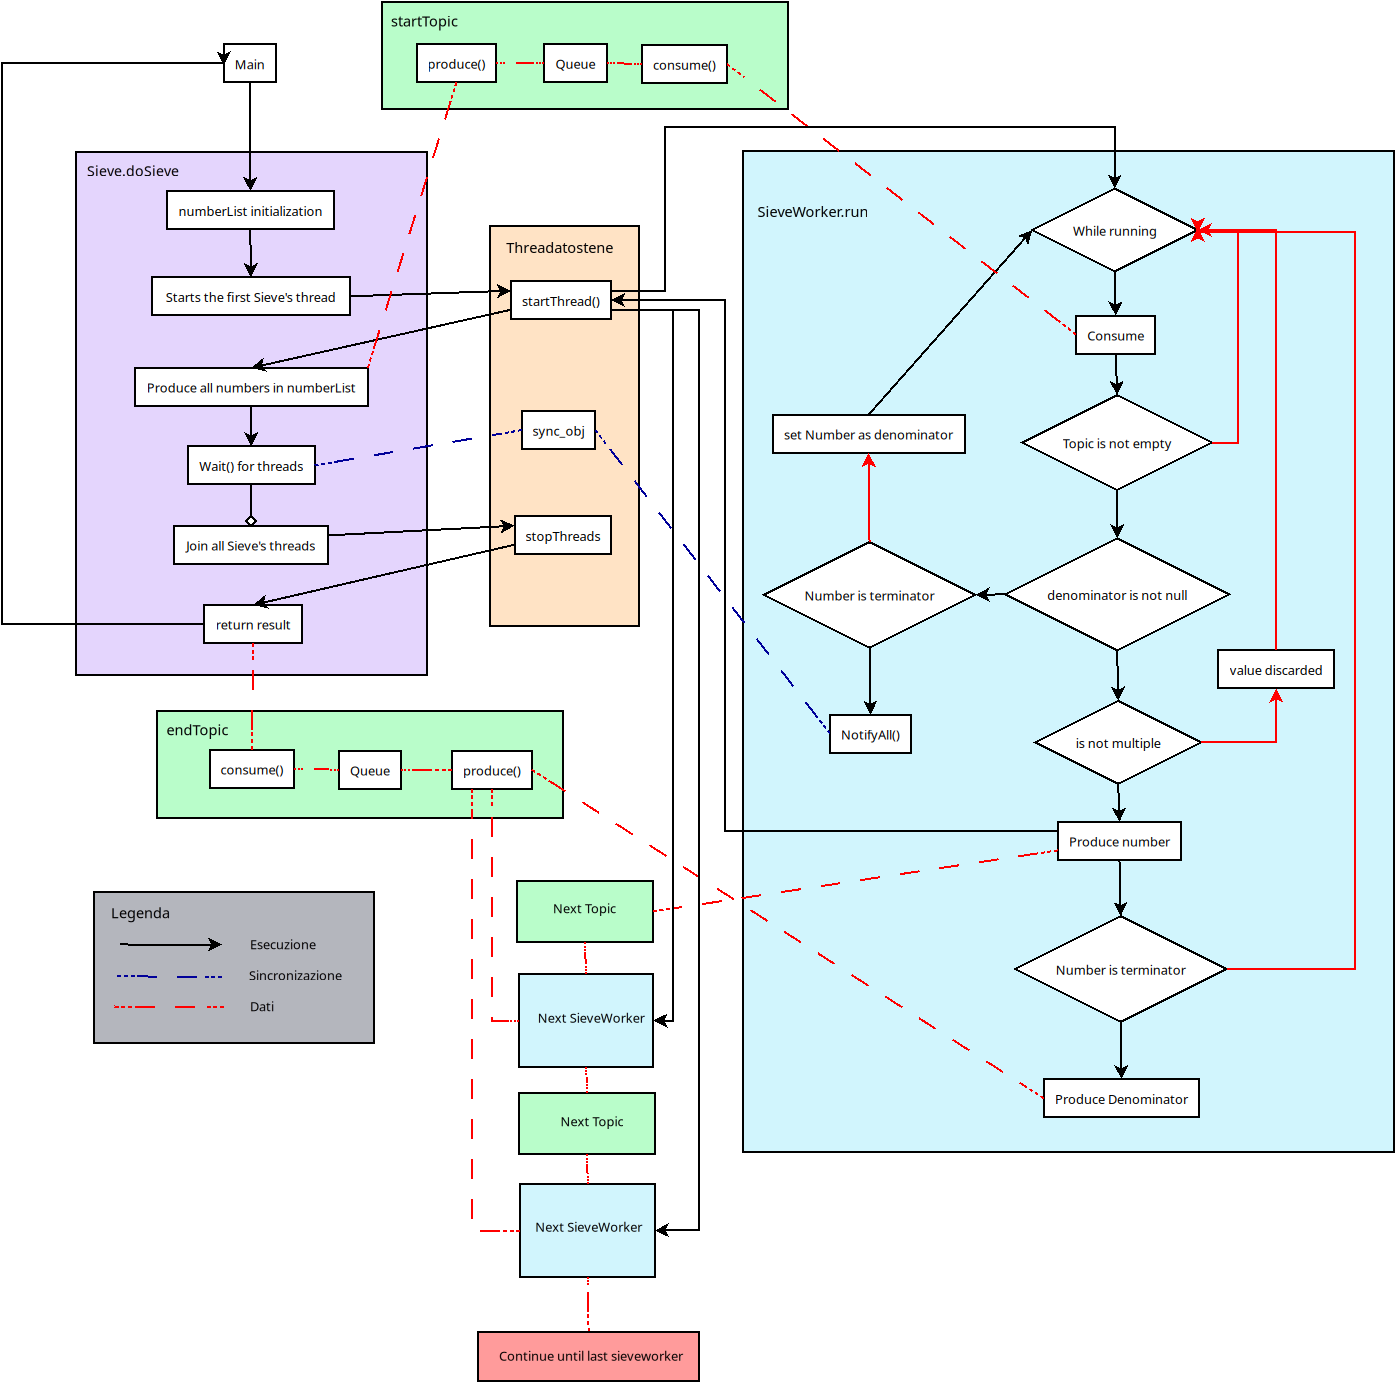 startTopic
produce()
Queue
consume()
Main
Sieve.doSieve
numberList initialization
Starts the first Sieve's thread
Produce all numbers in numberList
Wait() for threads
Join all Sieve's threads
return result
Threadatostene
startThread()
sync_obj
stopThreads
SieveWorker.run
While running
Consume
set Number as denominator
Topic is not empty
Number is terminator
denominator is not null
value discarded
NotifyAll()
is not multiple
Produce number
Number is terminator
Produce Denominator
endTopic
consume()
Queue
produce()
Legenda
Esecuzione
Sincronizazione
Dati
Next Topic
Next SieveWorker
Next Topic
Next SieveWorker
Continue until last sieveworker